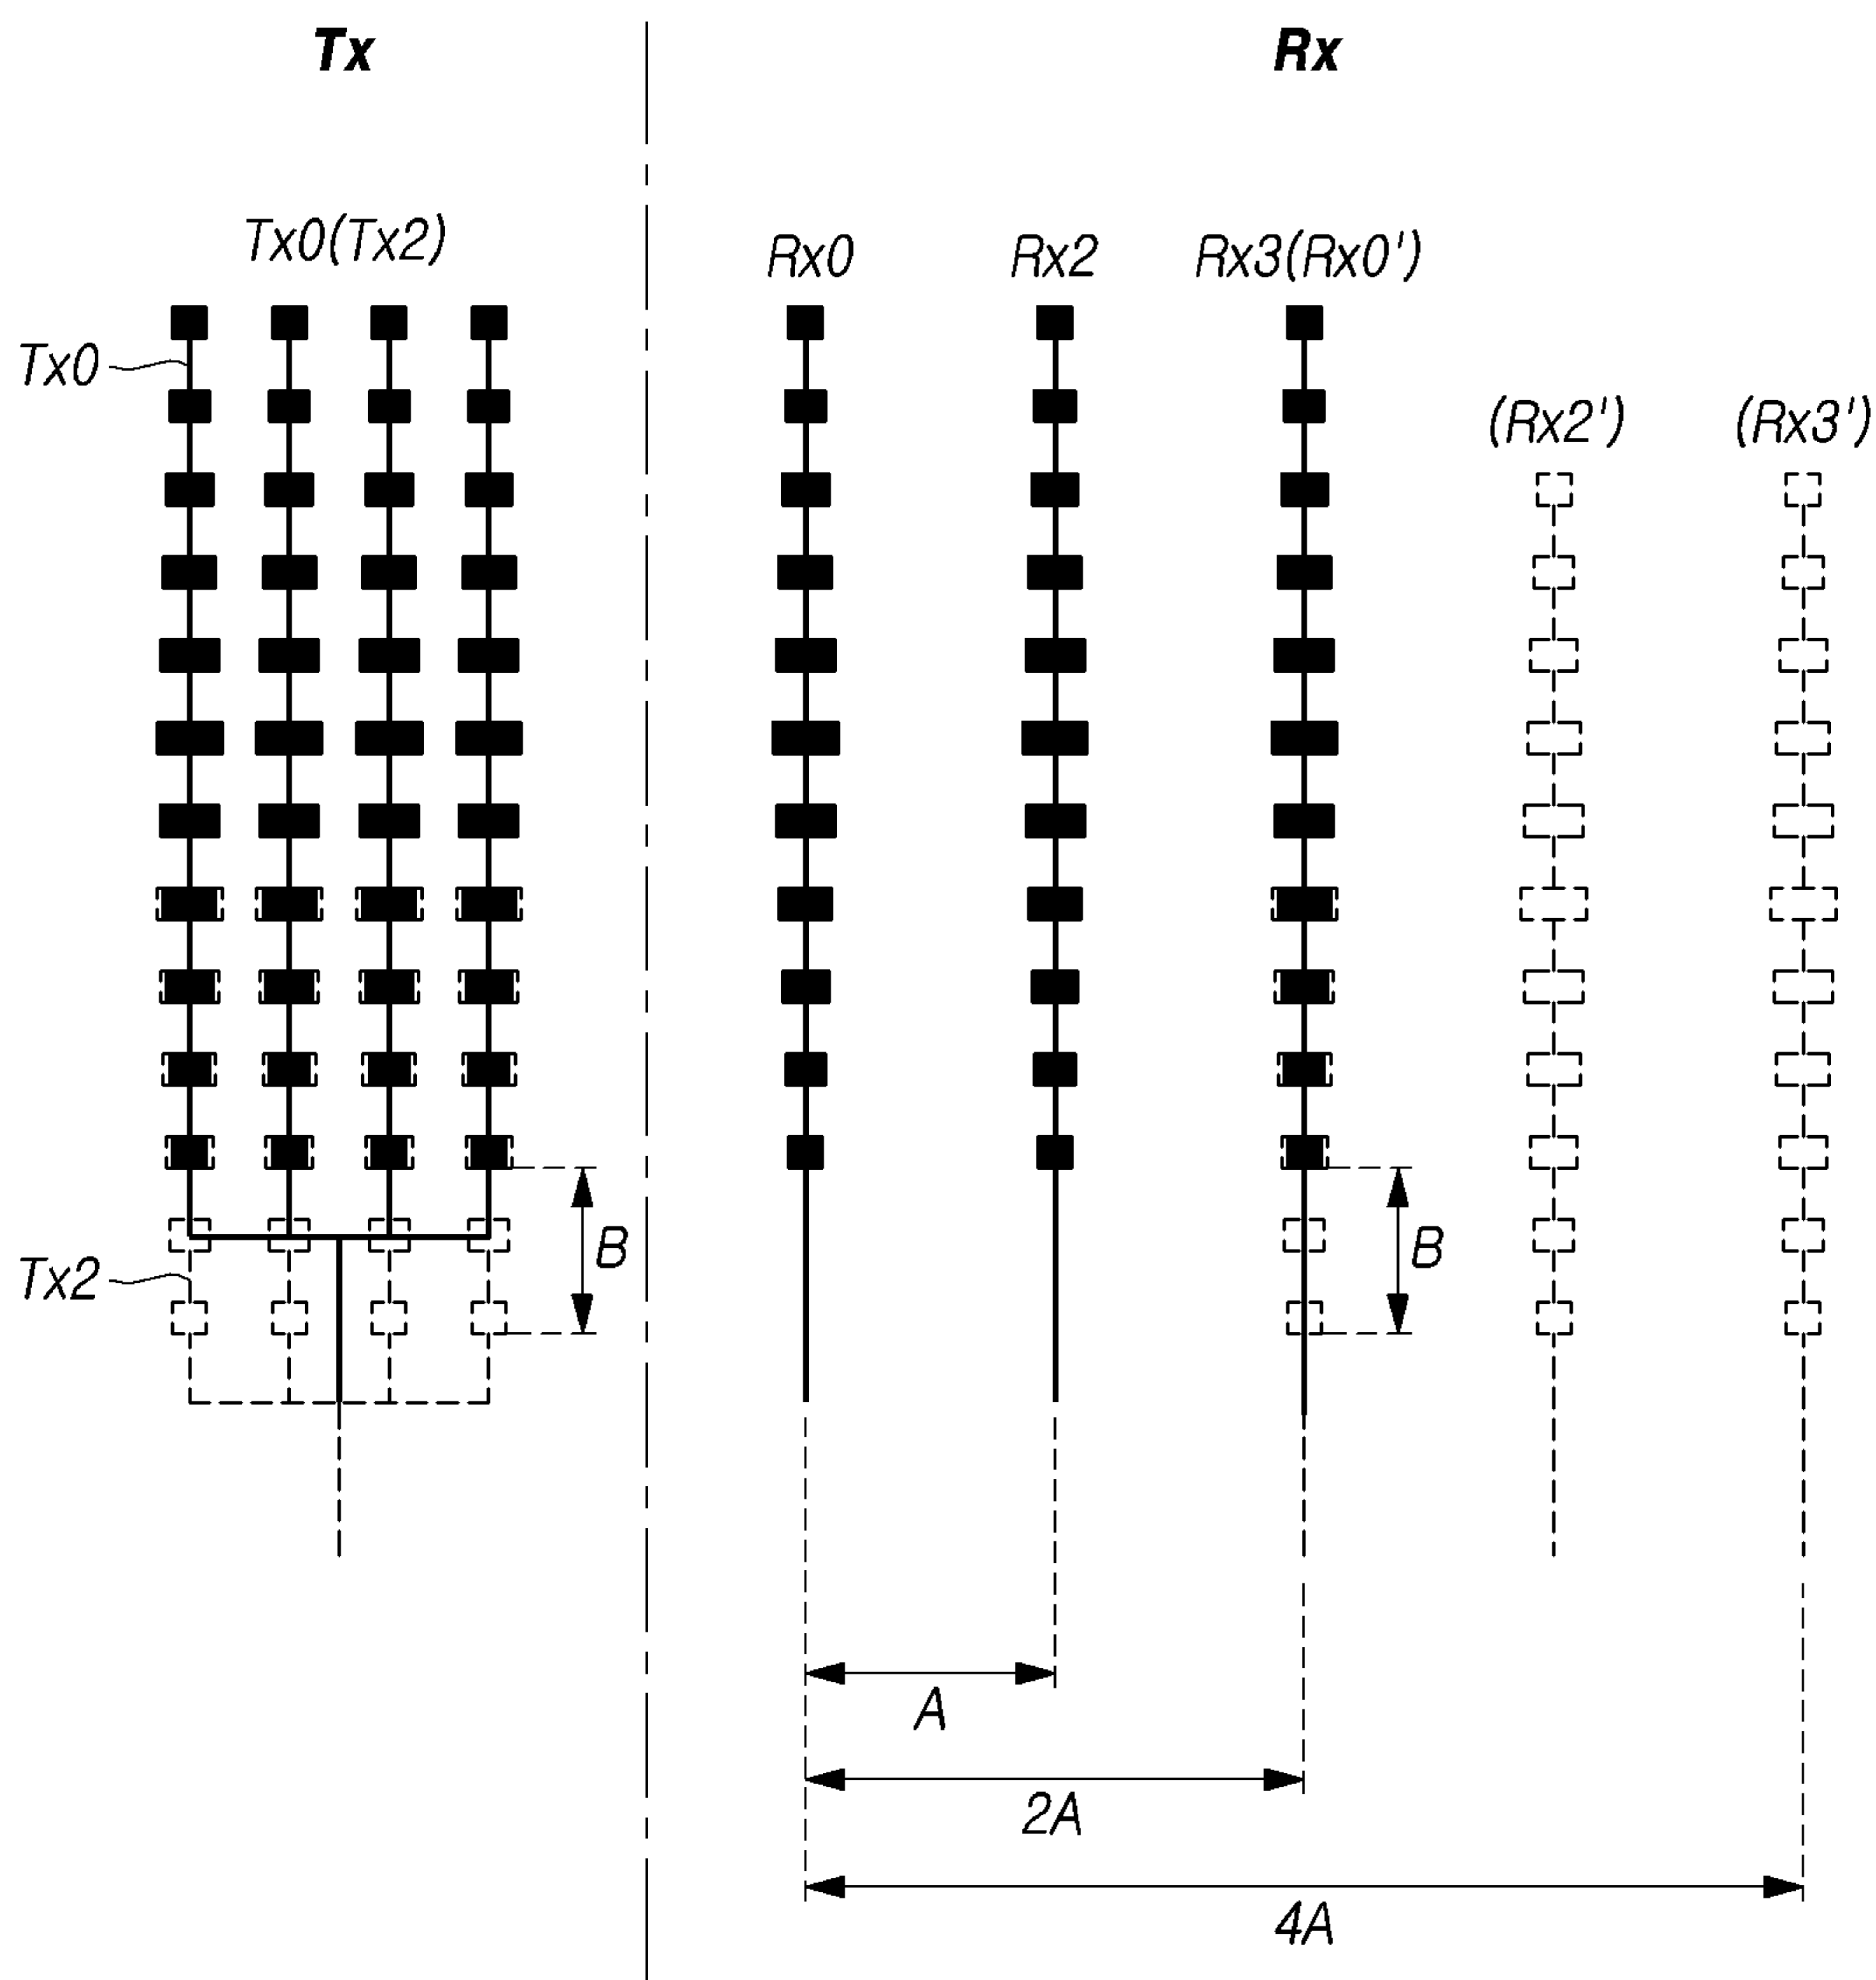 Tx
Rx
Tx0(Tx2)
Rx0
Rx2
Rx3(Rx0')
Tx0
(Rx2')
(Rx3')
B
B
Tx2
A
2A
4A